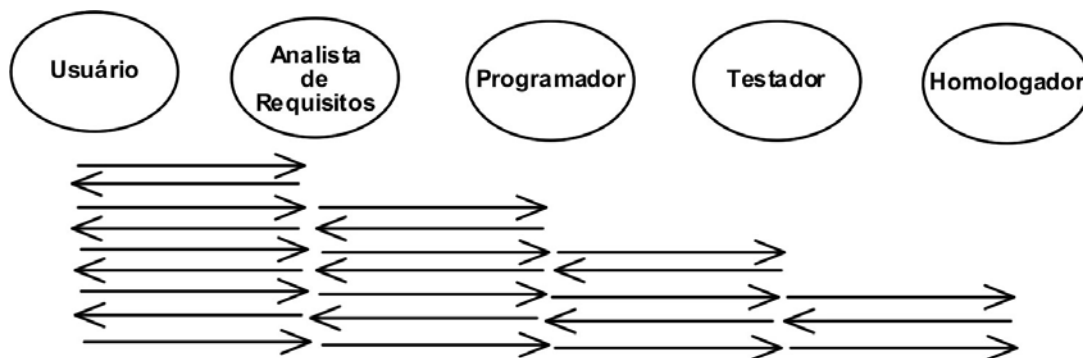 Usuário
Analista
de
Requisitos
Programador
Testador
Homologador